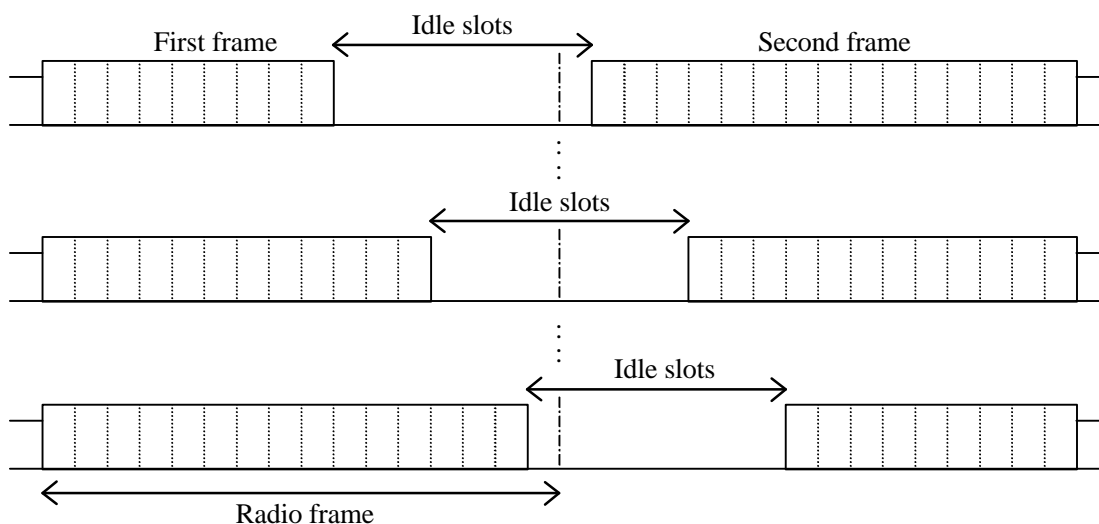 Idle slots
First frame
Second frame
Idle slots
Idle slots
Radio frame